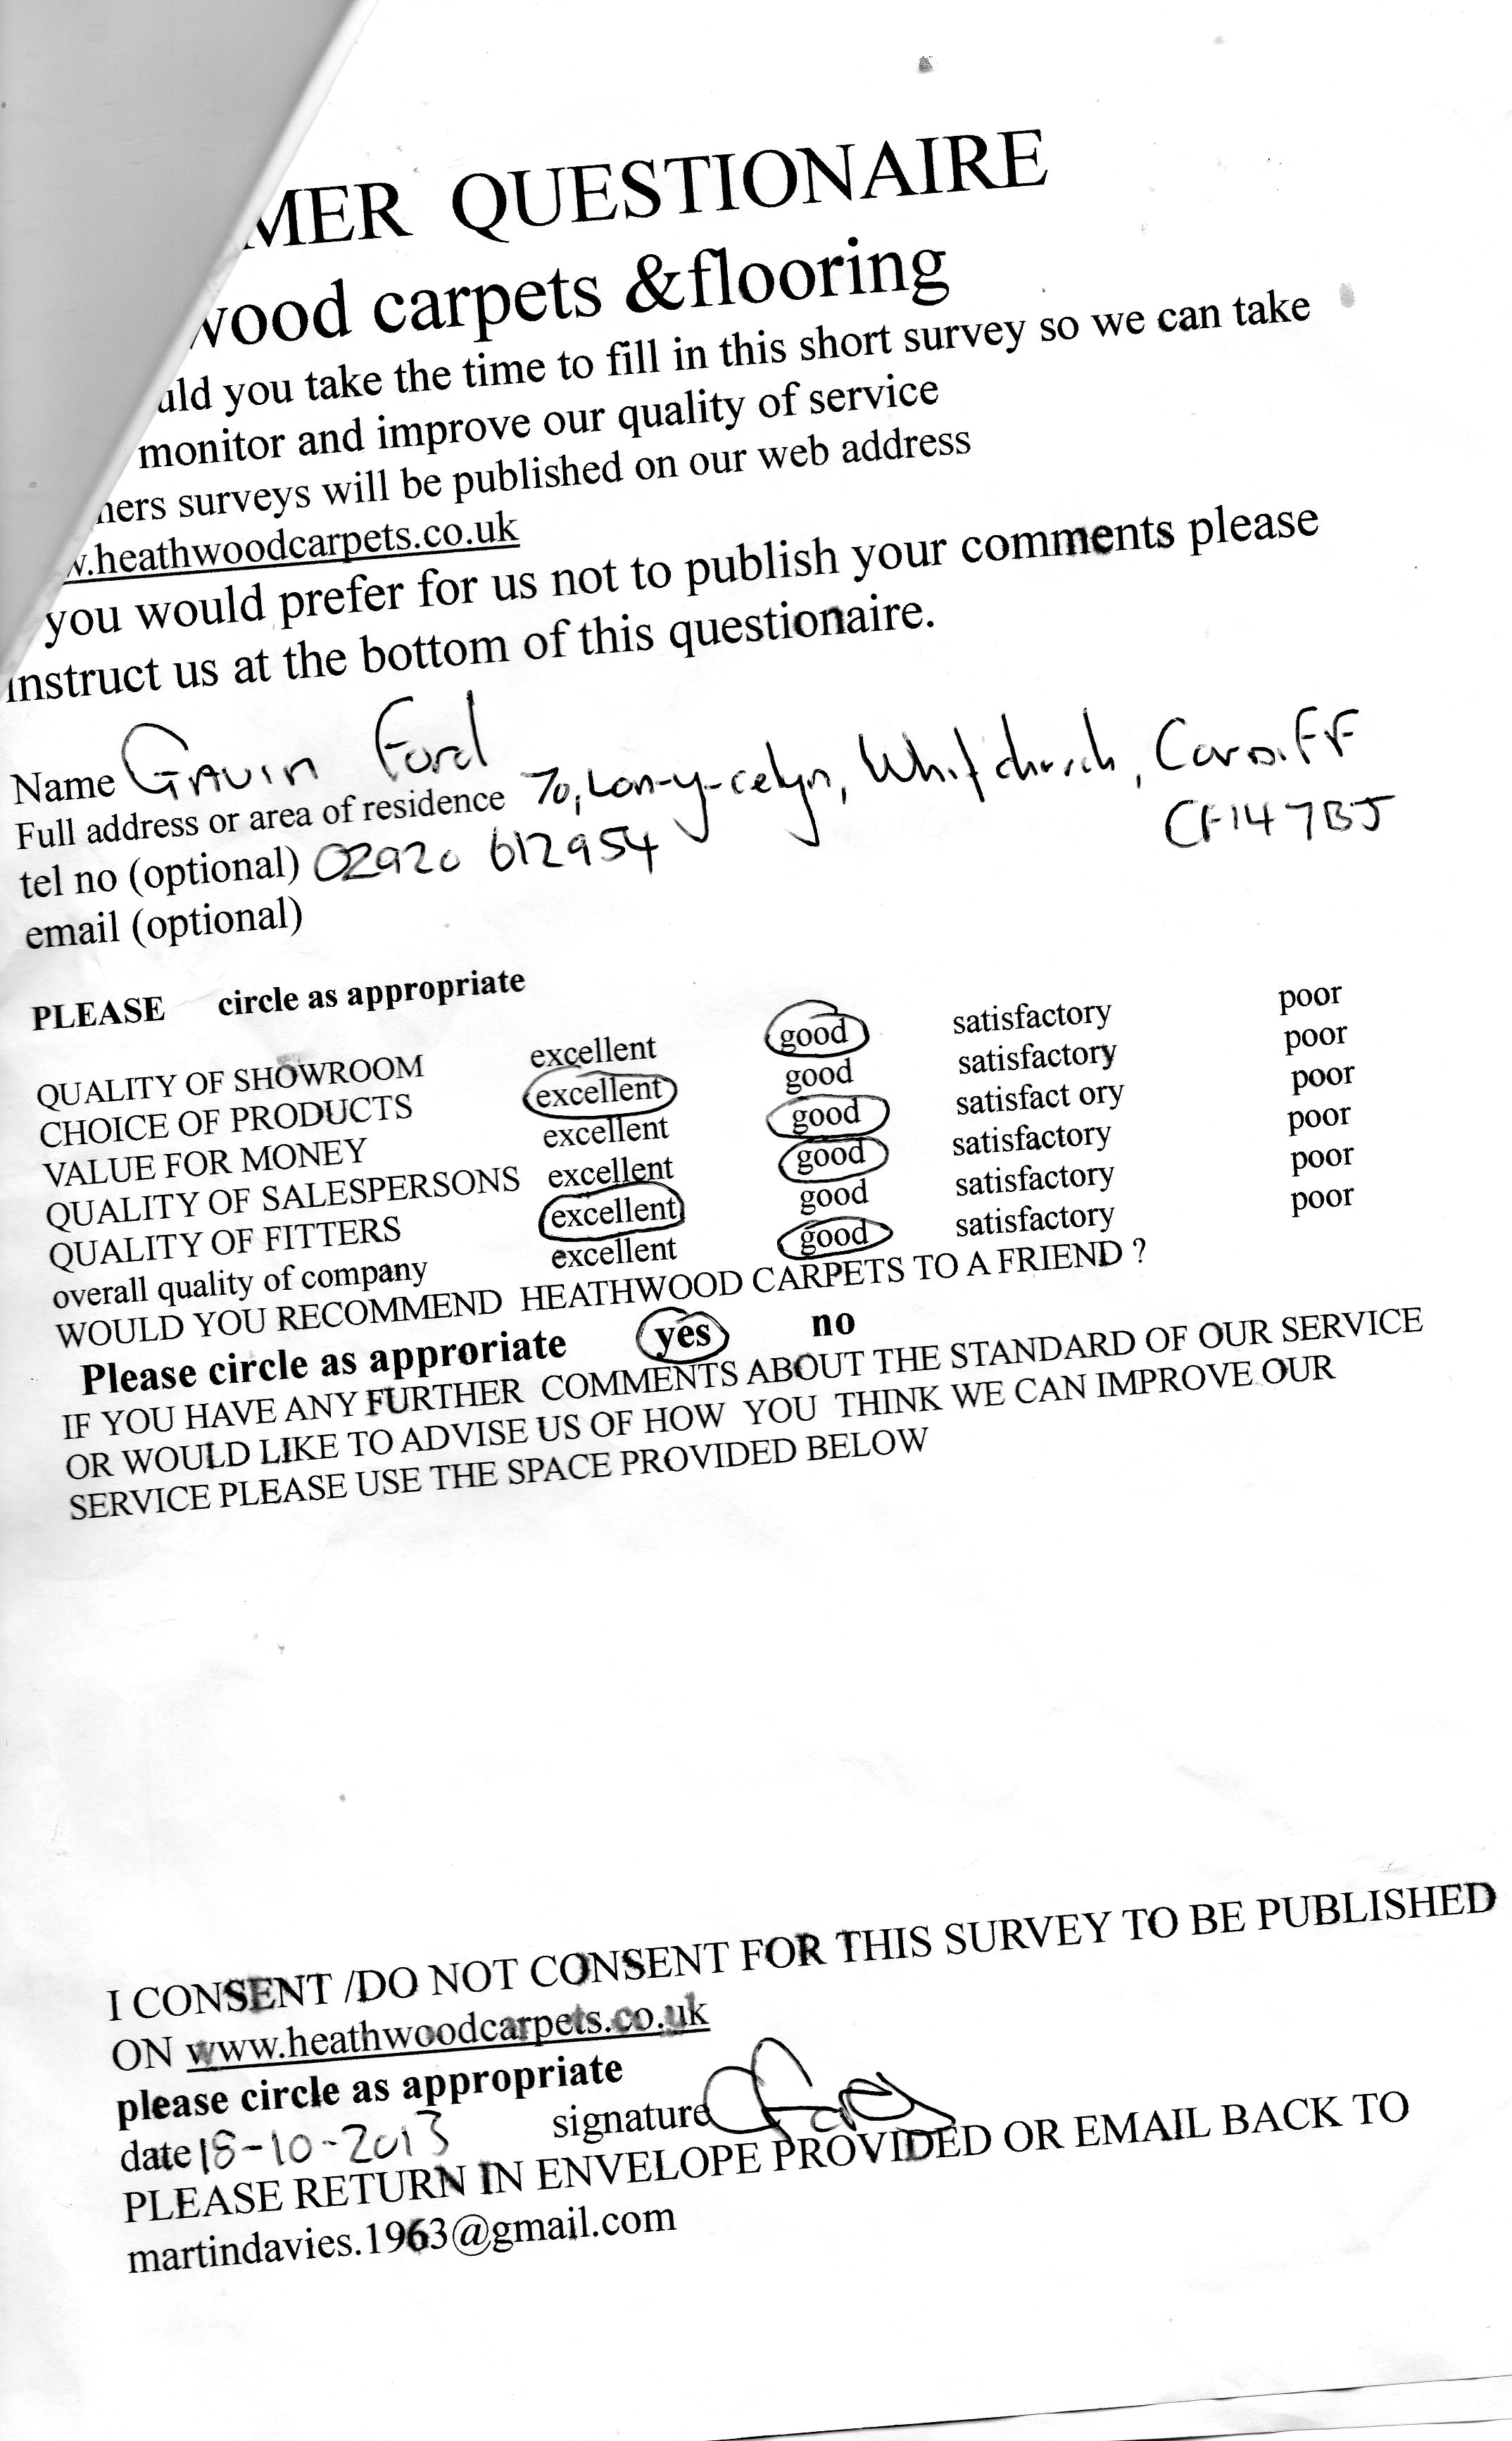 MER QUESTIONAIRE
wood carpets &flooring
uld you take the time to fill in this short survey so we can take
monitor and improve our quality of service
ners surveys will be published on our web address
w.heathwoodcarpets.co.uk
you would prefer for us not to publish your comments please
instruct us at the bottom of this questionaire.
Name Gavin Ford
Full address or area of residence 70, Lon-y-celyn, Whitchurch, Cardiff
CF14 7BJ
tel no (optional) 02920 612954
email (optional)
PLEASE circle as appropriate
QUALITY OF SHOWROOM excellent good satisfactory poor
CHOICE OF PRODUCTS excellent good satisfactory poor
VALUE FOR MONEY excellent good satisfact ory poor
QUALITY OF SALESPERSONS excellent good satisfactory poor
QUALITY OF FITTERS excellent good satisfactory poor
overall quality of company excellent good satisfactory poor
WOULD YOU RECOMMEND HEATHWOOD CARPETS TO A FRIEND ?
Please circle as approriate yes no
IF YOU HAVE ANY FURTHER COMMENTS ABOUT THE STANDARD OF OUR SERVICE
OR WOULD LIKE TO ADVISE US OF HOW YOU THINK WE CAN IMPROVE OUR
SERVICE PLEASE USE THE SPACE PROVIDED BELOW
I CONSENT /DO NOT CONSENT FOR THIS SURVEY TO BE PUBLISHED
ON www.heathwoodcarpets.co.uk
please circle as appropriate
date 18-10-2013 signature
PLEASE RETURN IN ENVELOPE PROVIDED OR EMAIL BACK TO
martindavies.1963@gmail.com